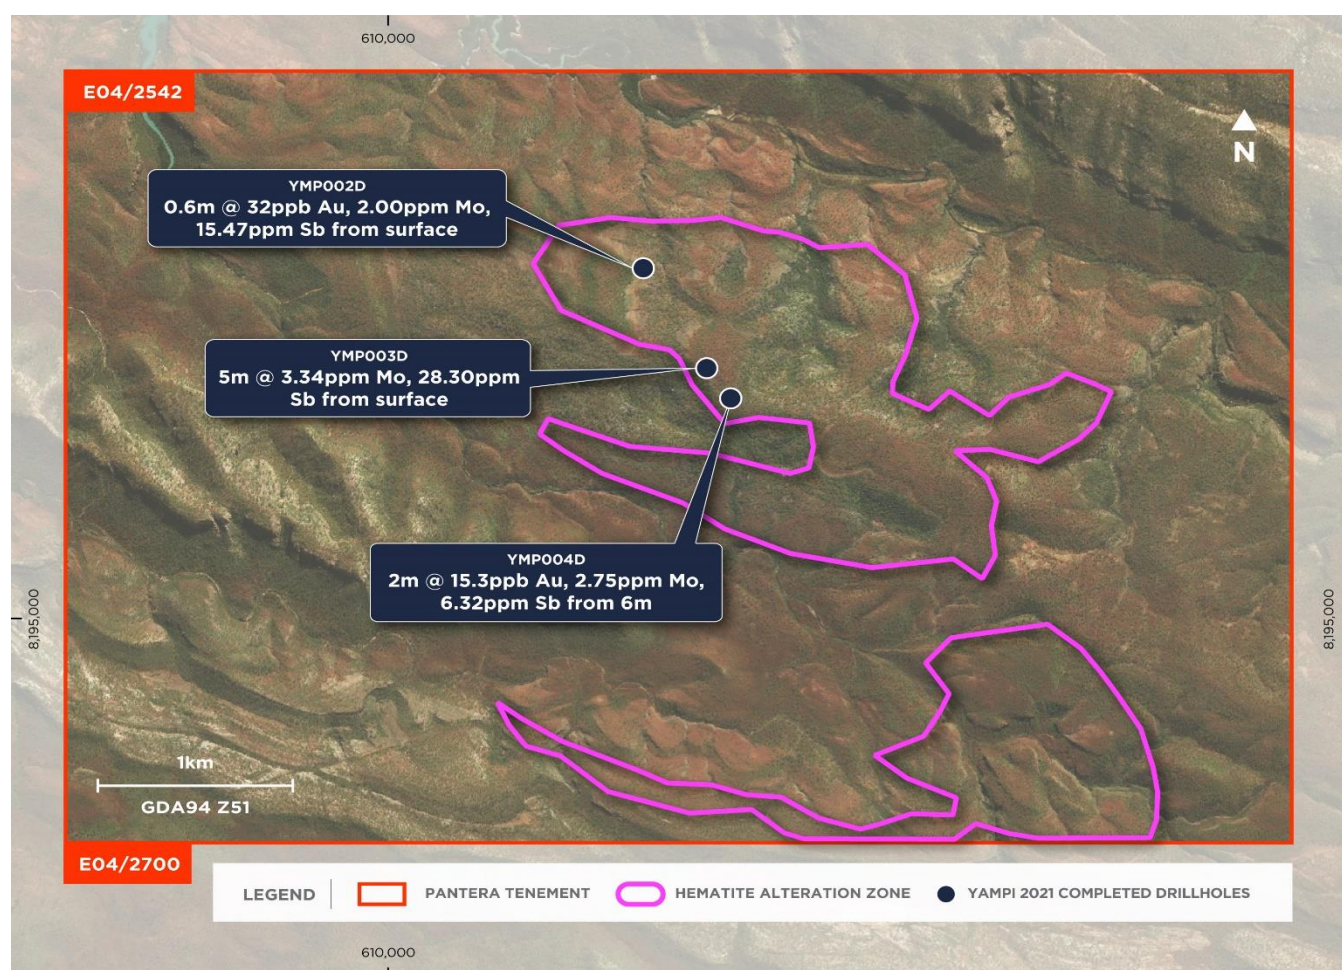 610,000
E04/2542
N
YMP002D
0.6m @ 32ppb Au, 2.00ppm Mo,
15.47ppm Sb from surface
YMP003D
5m @ 3.34ppm Mo, 28.30ppm
Sb from surface
YMP004D
2m @ 15.3ppb Au, 2.75ppm Mo,
6.32ppm Sb from 6m
8,195,000
8,195,000
1km
GDA94 Z51
E04/2700
LEGEND
PANTERA TENEMENT
HEMATITE ALTERATION ZONE
YAMPI 2021 COMPLETED DRILLHOLES
610,000